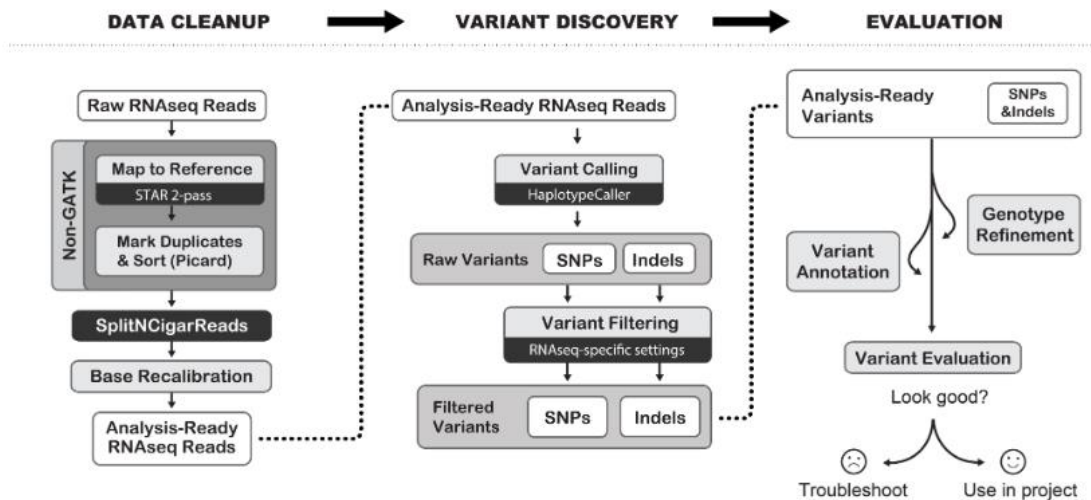 DATA CLEANUP
VARIANT DISCOVERY
EVALUATION
Raw RNAseq Reads
Non-GATK
Map to Reference
STAR 2-pass
Mark Duplicates
& Sort (Picard)
SplitNCigarReads
Base Recalibration
Analysis-Ready
RNAseq Reads
Analysis-Ready RNAseq Reads
Variant Calling
HaplotypeCaller
Raw Variants
SNPs
Indels
Variant Filtering
RNAseq-specific settings
Filtered
Variants
SNPs
Indels
Analysis-Ready
Variants
SNPs
&Indels
Genotype
Refinement
Variant
Annotation
Variant Evaluation
Look good?
Troubleshoot
Use in project